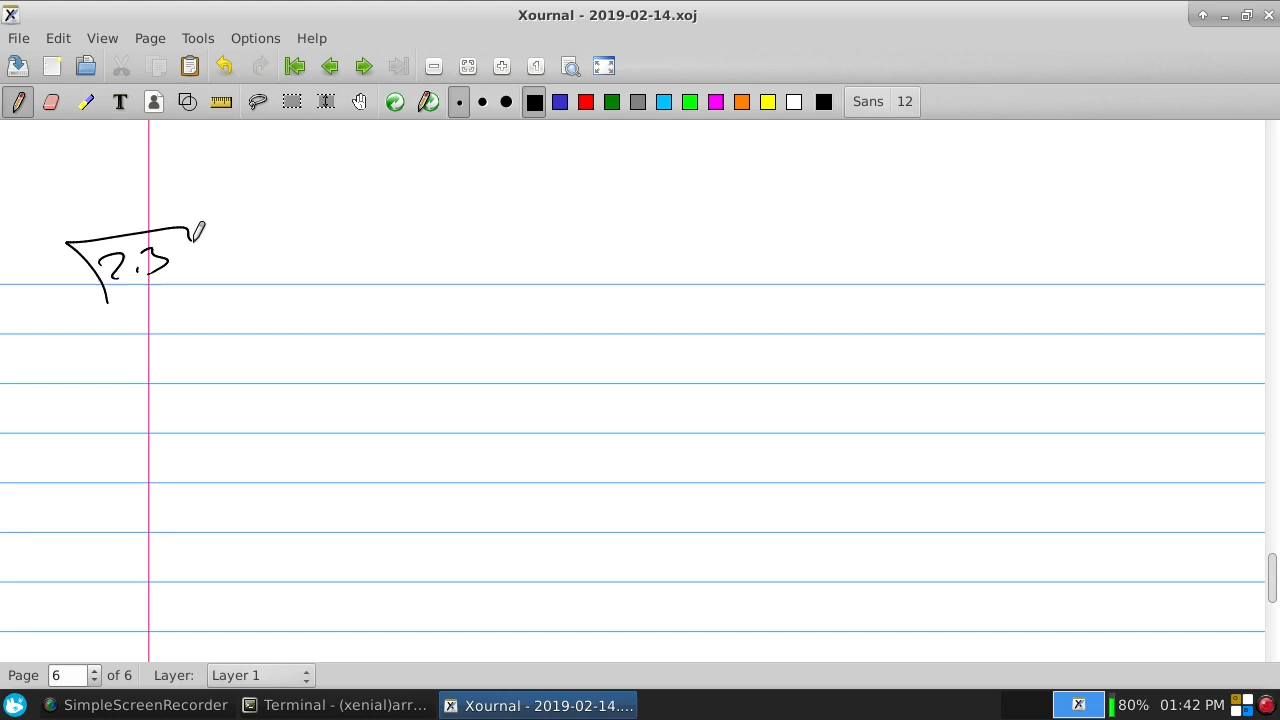 Xournal - 2019-02-14.xoj
File Edit View Page Tools Options Help
Sans 12
2.3
Page 6 of 6 Layer: Layer 1
SimpleScreenRecorder Terminal - (xenial)arr... Xournal - 2019-02-14.... 80% 01:42 PM